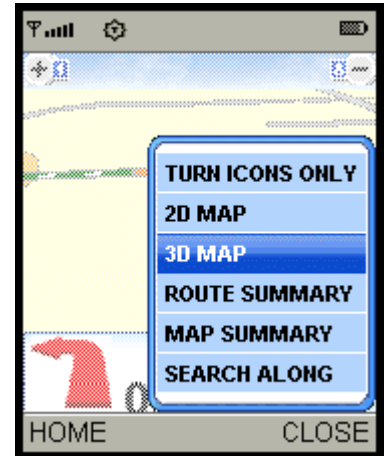 TURN ICONS ONLY
2D MAP
3D MAP
ROUTE SUMMARY
MAP SUMMARY
SEARCH ALONG
HOME CLOSE